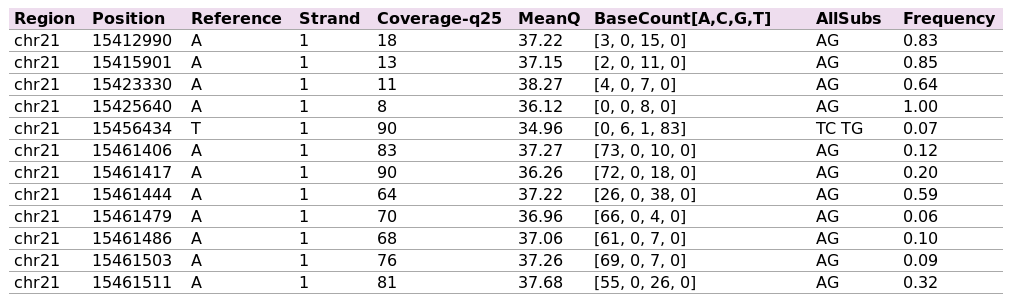 Region Position Reference Strand Coverage-q25 MeanQ BaseCount[A,C,G,T] AllSubs Frequency
chr21 15412990 A 1 18 37.22 [3, 0, 15, 0] AG 0.83
chr21 15415901 A 1 13 37.15 [2, 0, 11, 0] AG 0.85
chr21 15423330 A 1 11 38.27 [4, 0, 7, 0] AG 0.64
chr21 15425640 A 1 8 36.12 [0, 0, 8, 0] AG 1.00
chr21 15456434 T 1 90 34.96 [0, 6, 1, 83] TC TG 0.07
chr21 15461406 A 1 83 37.27 [73, 0, 10, 0] AG 0.12
chr21 15461417 A 1 90 36.26 [72, 0, 18, 0] AG 0.20
chr21 15461444 A 1 64 37.22 [26, 0, 38, 0] AG 0.59
chr21 15461479 A 1 70 36.96 [66, 0, 4, 0] AG 0.06
chr21 15461486 A 1 68 37.06 [61, 0, 7, 0] AG 0.10
chr21 15461503 A 1 76 37.26 [69, 0, 7, 0] AG 0.09
chr21 15461511 A 1 81 37.68 [55, 0, 26, 0] AG 0.32